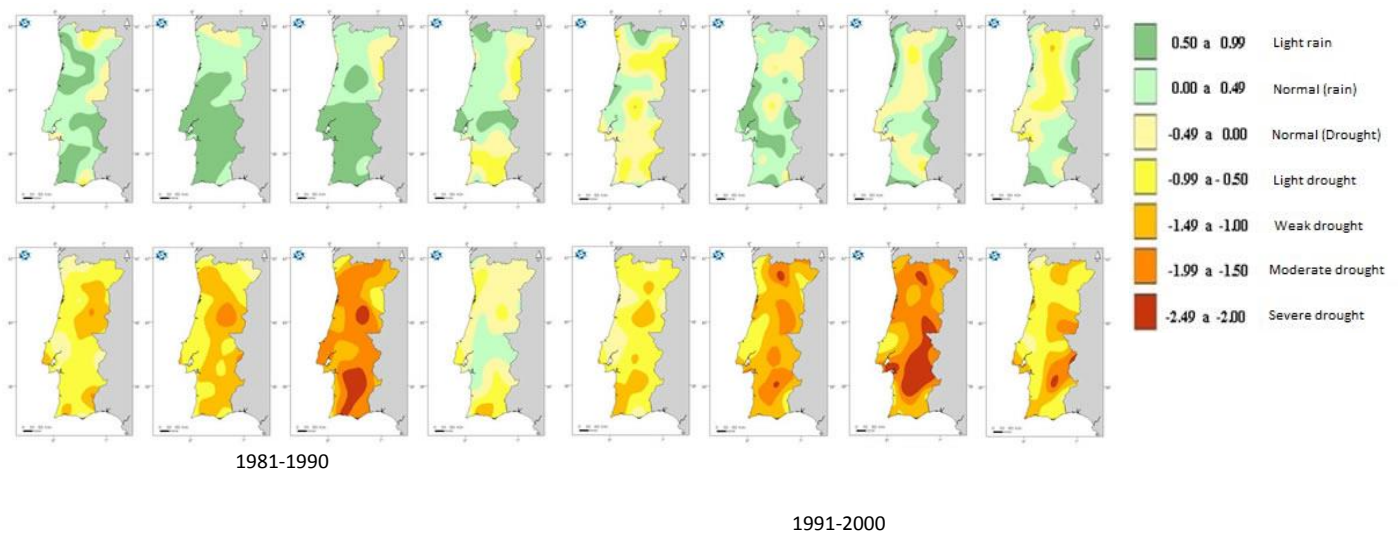 0.50 a 0.99 Light rain
0.00 a 0.49 Normal (rain)
-0.49 a 0.00 Normal (Drought)
-0.99 a -0.50 Light drought
-1.49 a -1.00 Weak drought
-1.99 a -1.50 Moderate drought
-2.49 a -2.00 Severe drought
1981-1990
1991-2000